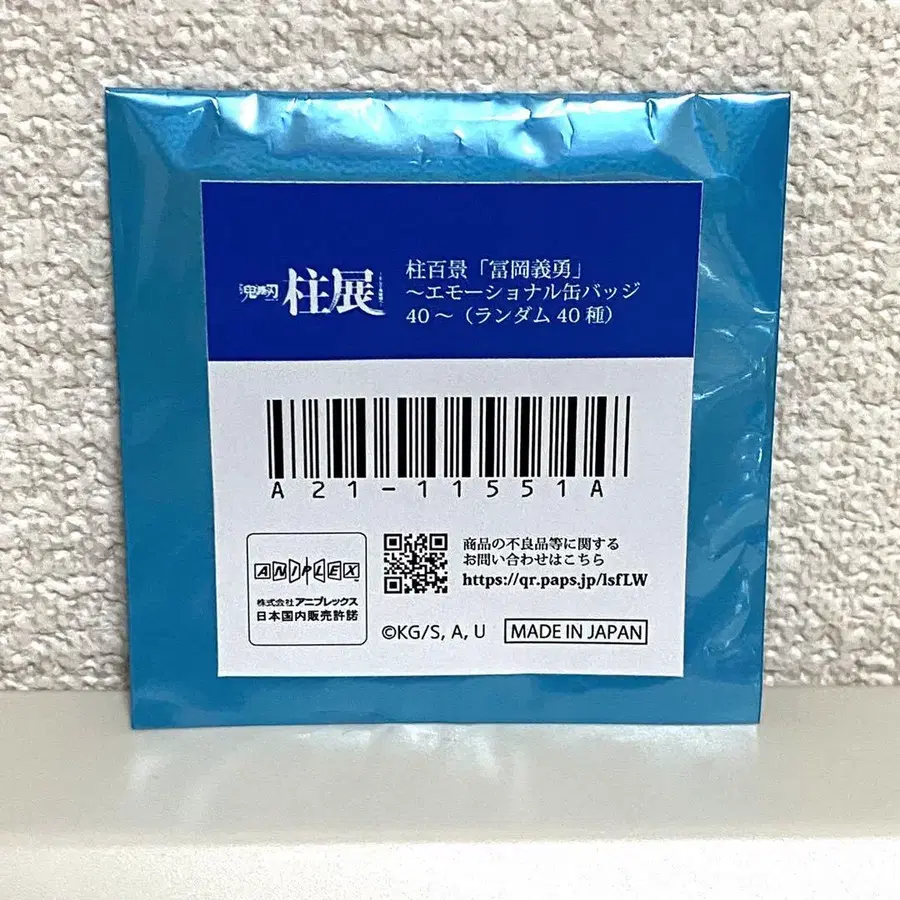 鬼滅の刃
柱展
柱百景「冨岡義勇」
～エモーショナル缶バッジ
40～（ランダム40種）
A21-11551A
ANIPLEX
株式会社アニプレックス
日本国内販売許諾
商品の不良品等に関する
お問い合わせはこちら
https://qr.paps.jp/lsfLW
©KG/S, A, U
MADE IN JAPAN